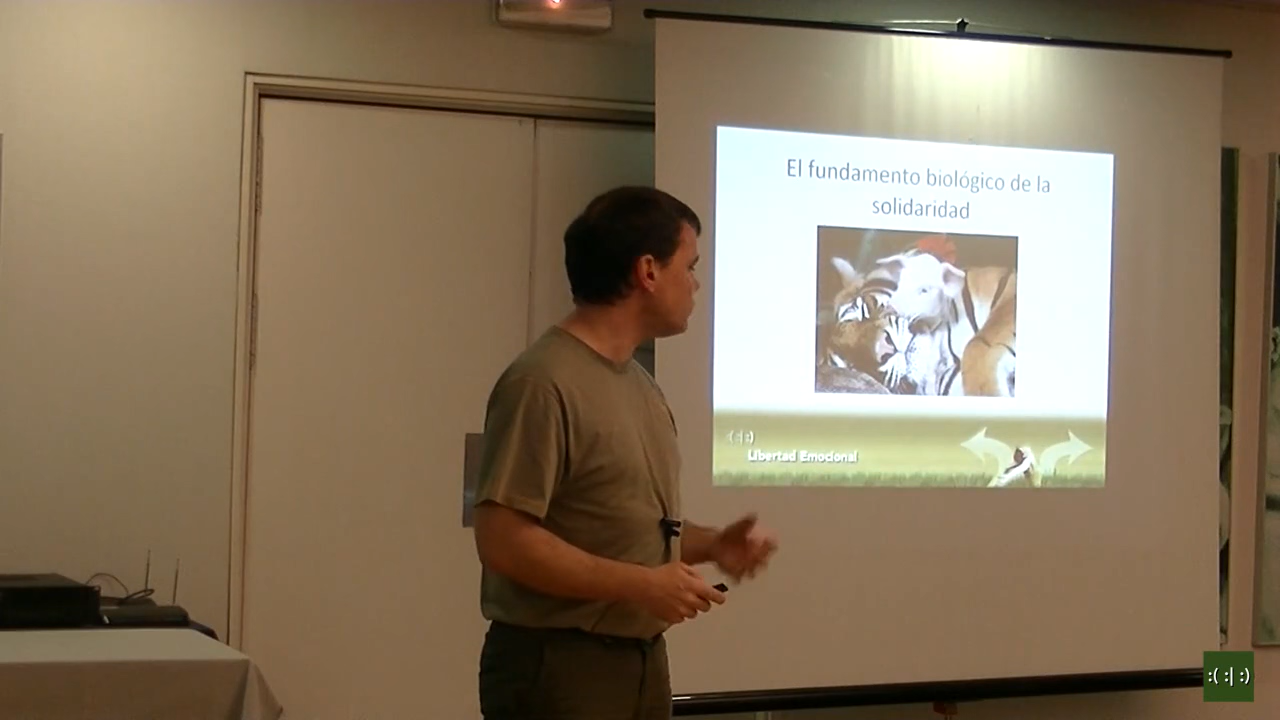 El fundamento biológico de la
solidaridad
:(:|:)
Libertad Emocional
:( :| :)